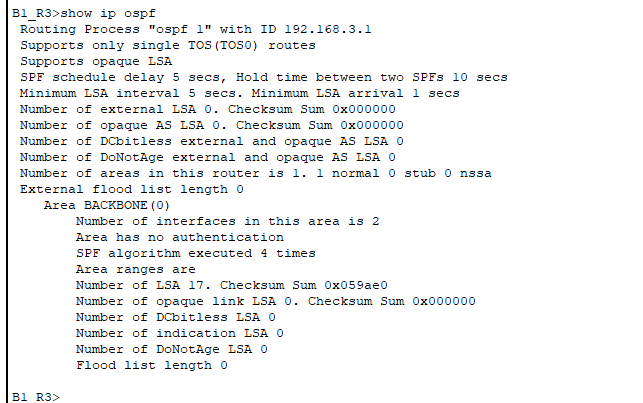 B1_R3>show ip ospf
Routing Process "ospf 1" with ID 192.168.3.1
Supports only single TOS(TOS0) routes
Supports opaque LSA
SPF schedule delay 5 secs, Hold time between two SPFs 10 secs
Minimum LSA interval 5 secs. Minimum LSA arrival 1 secs
Number of external LSA 0. Checksum Sum 0x000000
Number of opaque AS LSA 0. Checksum Sum 0x000000
Number of DCbitless external and opaque AS LSA 0
Number of DoNotAge external and opaque AS LSA 0
Number of areas in this router is 1. 1 normal 0 stub 0 nssa
External flood list length 0
Area BACKBONE(0)
Number of interfaces in this area is 2
Area has no authentication
SPF algorithm executed 4 times
Area ranges are
Number of LSA 17. Checksum Sum 0x059ae0
Number of opaque link LSA 0. Checksum Sum 0x000000
Number of DCbitless LSA 0
Number of indication LSA 0
Number of DoNotAge LSA 0
Flood list length 0
B1 R3>